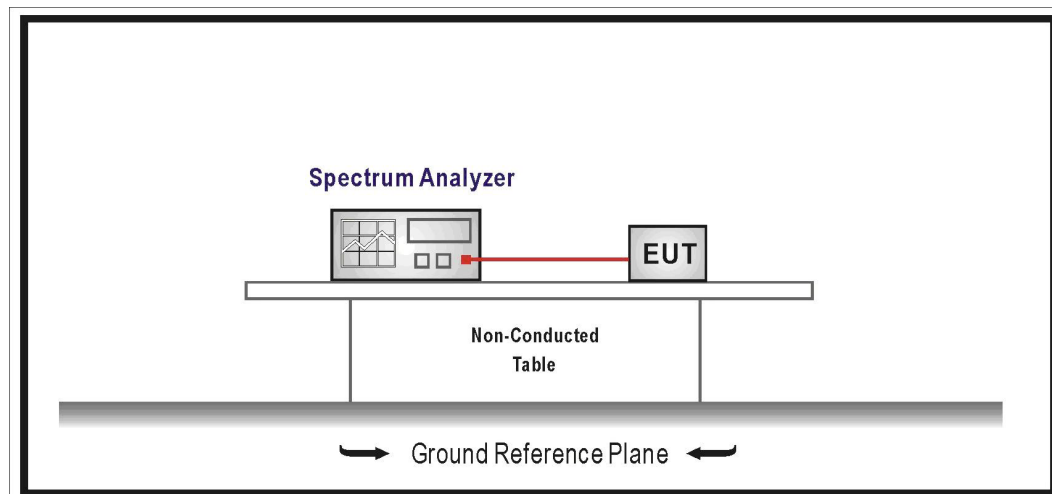 Spectrum Analyzer
EUT
Non-Conducted
Table
Ground Reference Plane